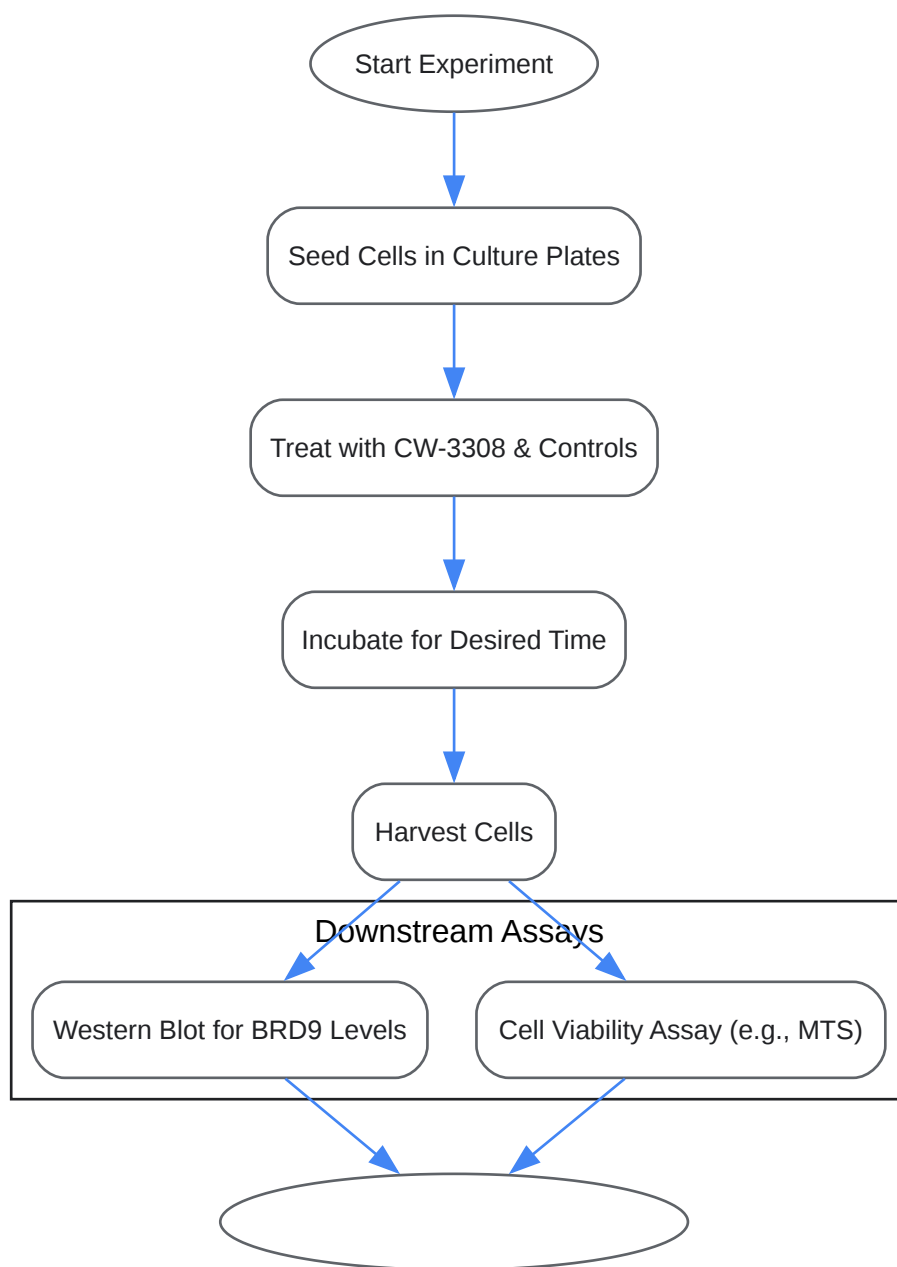 Start Experiment
Seed Cells in Culture Plates
Treat with CW-3308 & Controls
Incubate for Desired Time
Harvest Cells
Downstream Assays
Western Blot for BRD9 Levels
Cell Viability Assay (e.g., MTS)